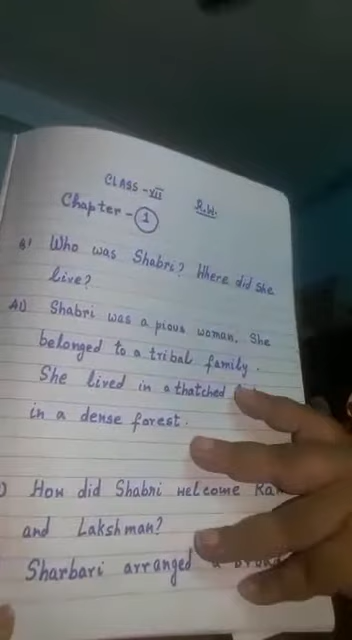 CLASS - VII R.W.
Chapter - 1
Q1 Who was Shabri? Where did she
live?
A1) Shabri was a pious woman. She
belonged to a tribal family.
She lived in a thatched
in a dense forest.
) How did Shabri welcome
and Lakshman?
Sharbari arranged a